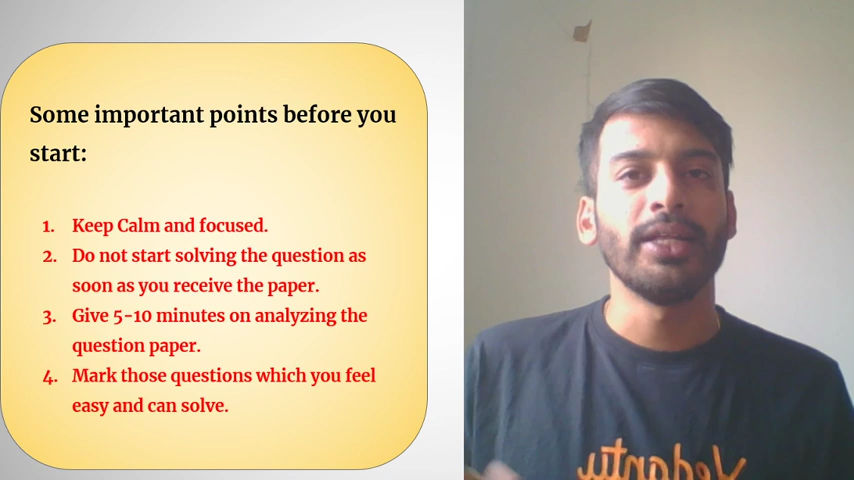 Some important points before you
start:
1. Keep Calm and focused.
2. Do not start solving the question as
soon as you receive the paper.
3. Give 5-10 minutes on analyzing the
question paper.
4. Mark those questions which you feel
easy and can solve.
Vedantu